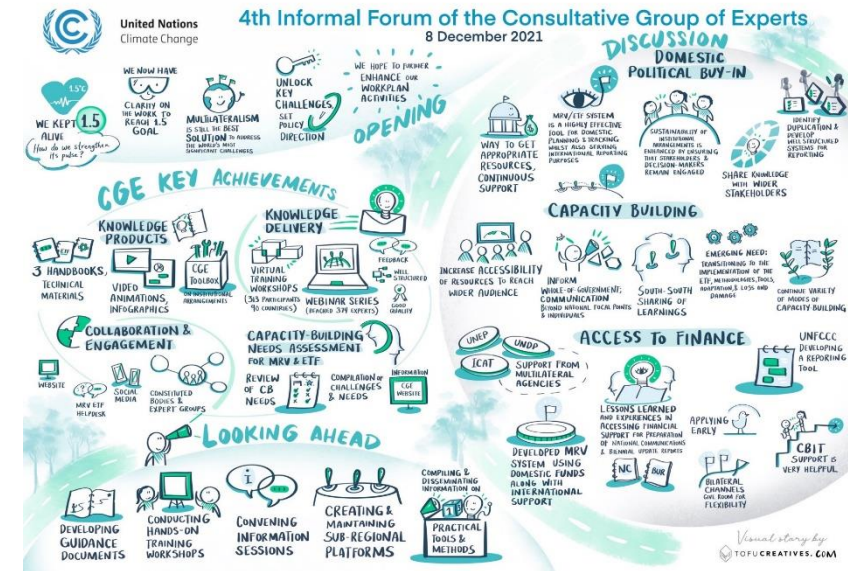 United Nations
Climate Change
4th Informal Forum of the Consultative Group of Experts
8 December 2021
1.5°C
WE KEPT 1.5
ALIVE
How do we strengthen
its pulse?
WE NOW HAVE
CLARITY ON
THE WORK TO
REACH 1.5
GOAL
MULTILATERALISM
IS STILL THE BEST
SOLUTION TO ADDRESS
THE WORLD'S MOST
SIGNIFICANT CHALLENGES
UNLOCK
KEY
CHALLENGES,
SET
POLICY
DIRECTION
WE HOPE TO FURTHER
ENHANCE OUR
WORKPLAN
ACTIVITIES
OPENING
CGE KEY ACHIEVEMENTS
KNOWLEDGE
PRODUCTS
3 HANDBOOKS,
TECHNICAL
MATERIALS
VIDEO
ANIMATIONS,
INFOGRAPHICS
CGE
TOOLBOX
ON INSTITUTIONAL
ARRANGEMENTS
KNOWLEDGE
DELIVERY
VIRTUAL
TRAINING
WORKSHOPS
(313 PARTICIPANTS
90 COUNTRIES)
WEBINAR SERIES
(REACHED 379 EXPERTS)
FEEDBACK
WELL
STRUCTURED
GOOD
QUALITY
COLLABORATION &
ENGAGEMENT
WEBSITE
MRV ETF
HELPDESK
SOCIAL
MEDIA
CONSTITUTED
BODIES &
EXPERT GROUPS
CAPACITY-BUILDING
NEEDS ASSESSMENT
FOR MRV & ETF
REVIEW
OF CB
NEEDS
COMPILATION OF
CHALLENGES
& NEEDS
INFORMATION
CGE
WEBSITE
LOOKING AHEAD
DEVELOPING
GUIDANCE
DOCUMENTS
CONDUCTING
HANDS-ON
TRAINING
WORKSHOPS
CONVENING
INFORMATION
SESSIONS
CREATING &
MAINTAINING
SUB-REGIONAL
PLATFORMS
COMPILING &
DISSEMINATING
INFORMATION ON
PRACTICAL
TOOLS &
METHODS
DISCUSSION
DOMESTIC
POLITICAL BUY-IN
WAY TO GET
APPROPRIATE
RESOURCES,
CONTINUOUS
SUPPORT
MRV/ETF SYSTEM
IS A HIGHLY EFFECTIVE
TOOL FOR DOMESTIC
PLANNING & TRACKING
WHILST ALSO SERVING
INTERNATIONAL REPORTING
PURPOSES
SUSTAINABILITY OF
INSTITUTIONAL
ARRANGEMENTS IS
ENHANCED BY ENSURING
THAT STAKEHOLDERS &
DECISION-MAKERS
REMAIN ENGAGED
SHARE KNOWLEDGE
WITH WIDER
STAKEHOLDERS
IDENTIFY
DUPLICATION &
DEVELOP
WELL STRUCTURED
SYSTEMS FOR
REPORTING
CAPACITY BUILDING
INCREASE ACCESSIBILITY
OF RESOURCES TO REACH
WIDER AUDIENCE
INFORM
WHOLE-OF-GOVERNMENT;
COMMUNICATION
BEYOND NATIONAL FOCAL POINTS
& INDIVIDUALS
SOUTH-SOUTH
SHARING OF
LEARNINGS
EMERGING NEED:
TRANSITIONING TO THE
IMPLEMENTATION OF THE
ETF, METHODOLOGIES, TOOLS,
ADAPTATION, & LOSS AND
DAMAGE
CONTINUE VARIETY
OF MODES OF
CAPACITY BUILDING
ACCESS TO FINANCE
UNEP
UNDP
ICAT
SUPPORT FROM
MULTILATERAL
AGENCIES
DEVELOPED MRV
SYSTEM USING
DOMESTIC FUNDS
ALONG WITH
INTERNATIONAL
SUPPORT
LESSONS LEARNED
AND EXPERIENCES IN
ACCESSING FINANCIAL
SUPPORT FOR PREPARATION
OF NATIONAL COMMUNICATIONS
& BIENNIAL UPDATE REPORTS
NC
BUR
APPLYING
EARLY
BILATERAL
CHANNELS
GIVE ROOM FOR
FLEXIBILITY
UNFCCC
DEVELOPING
A REPORTING
TOOL
CBIT
SUPPORT IS
VERY HELPFUL
Visual story by
TOFUCREATIVES.COM